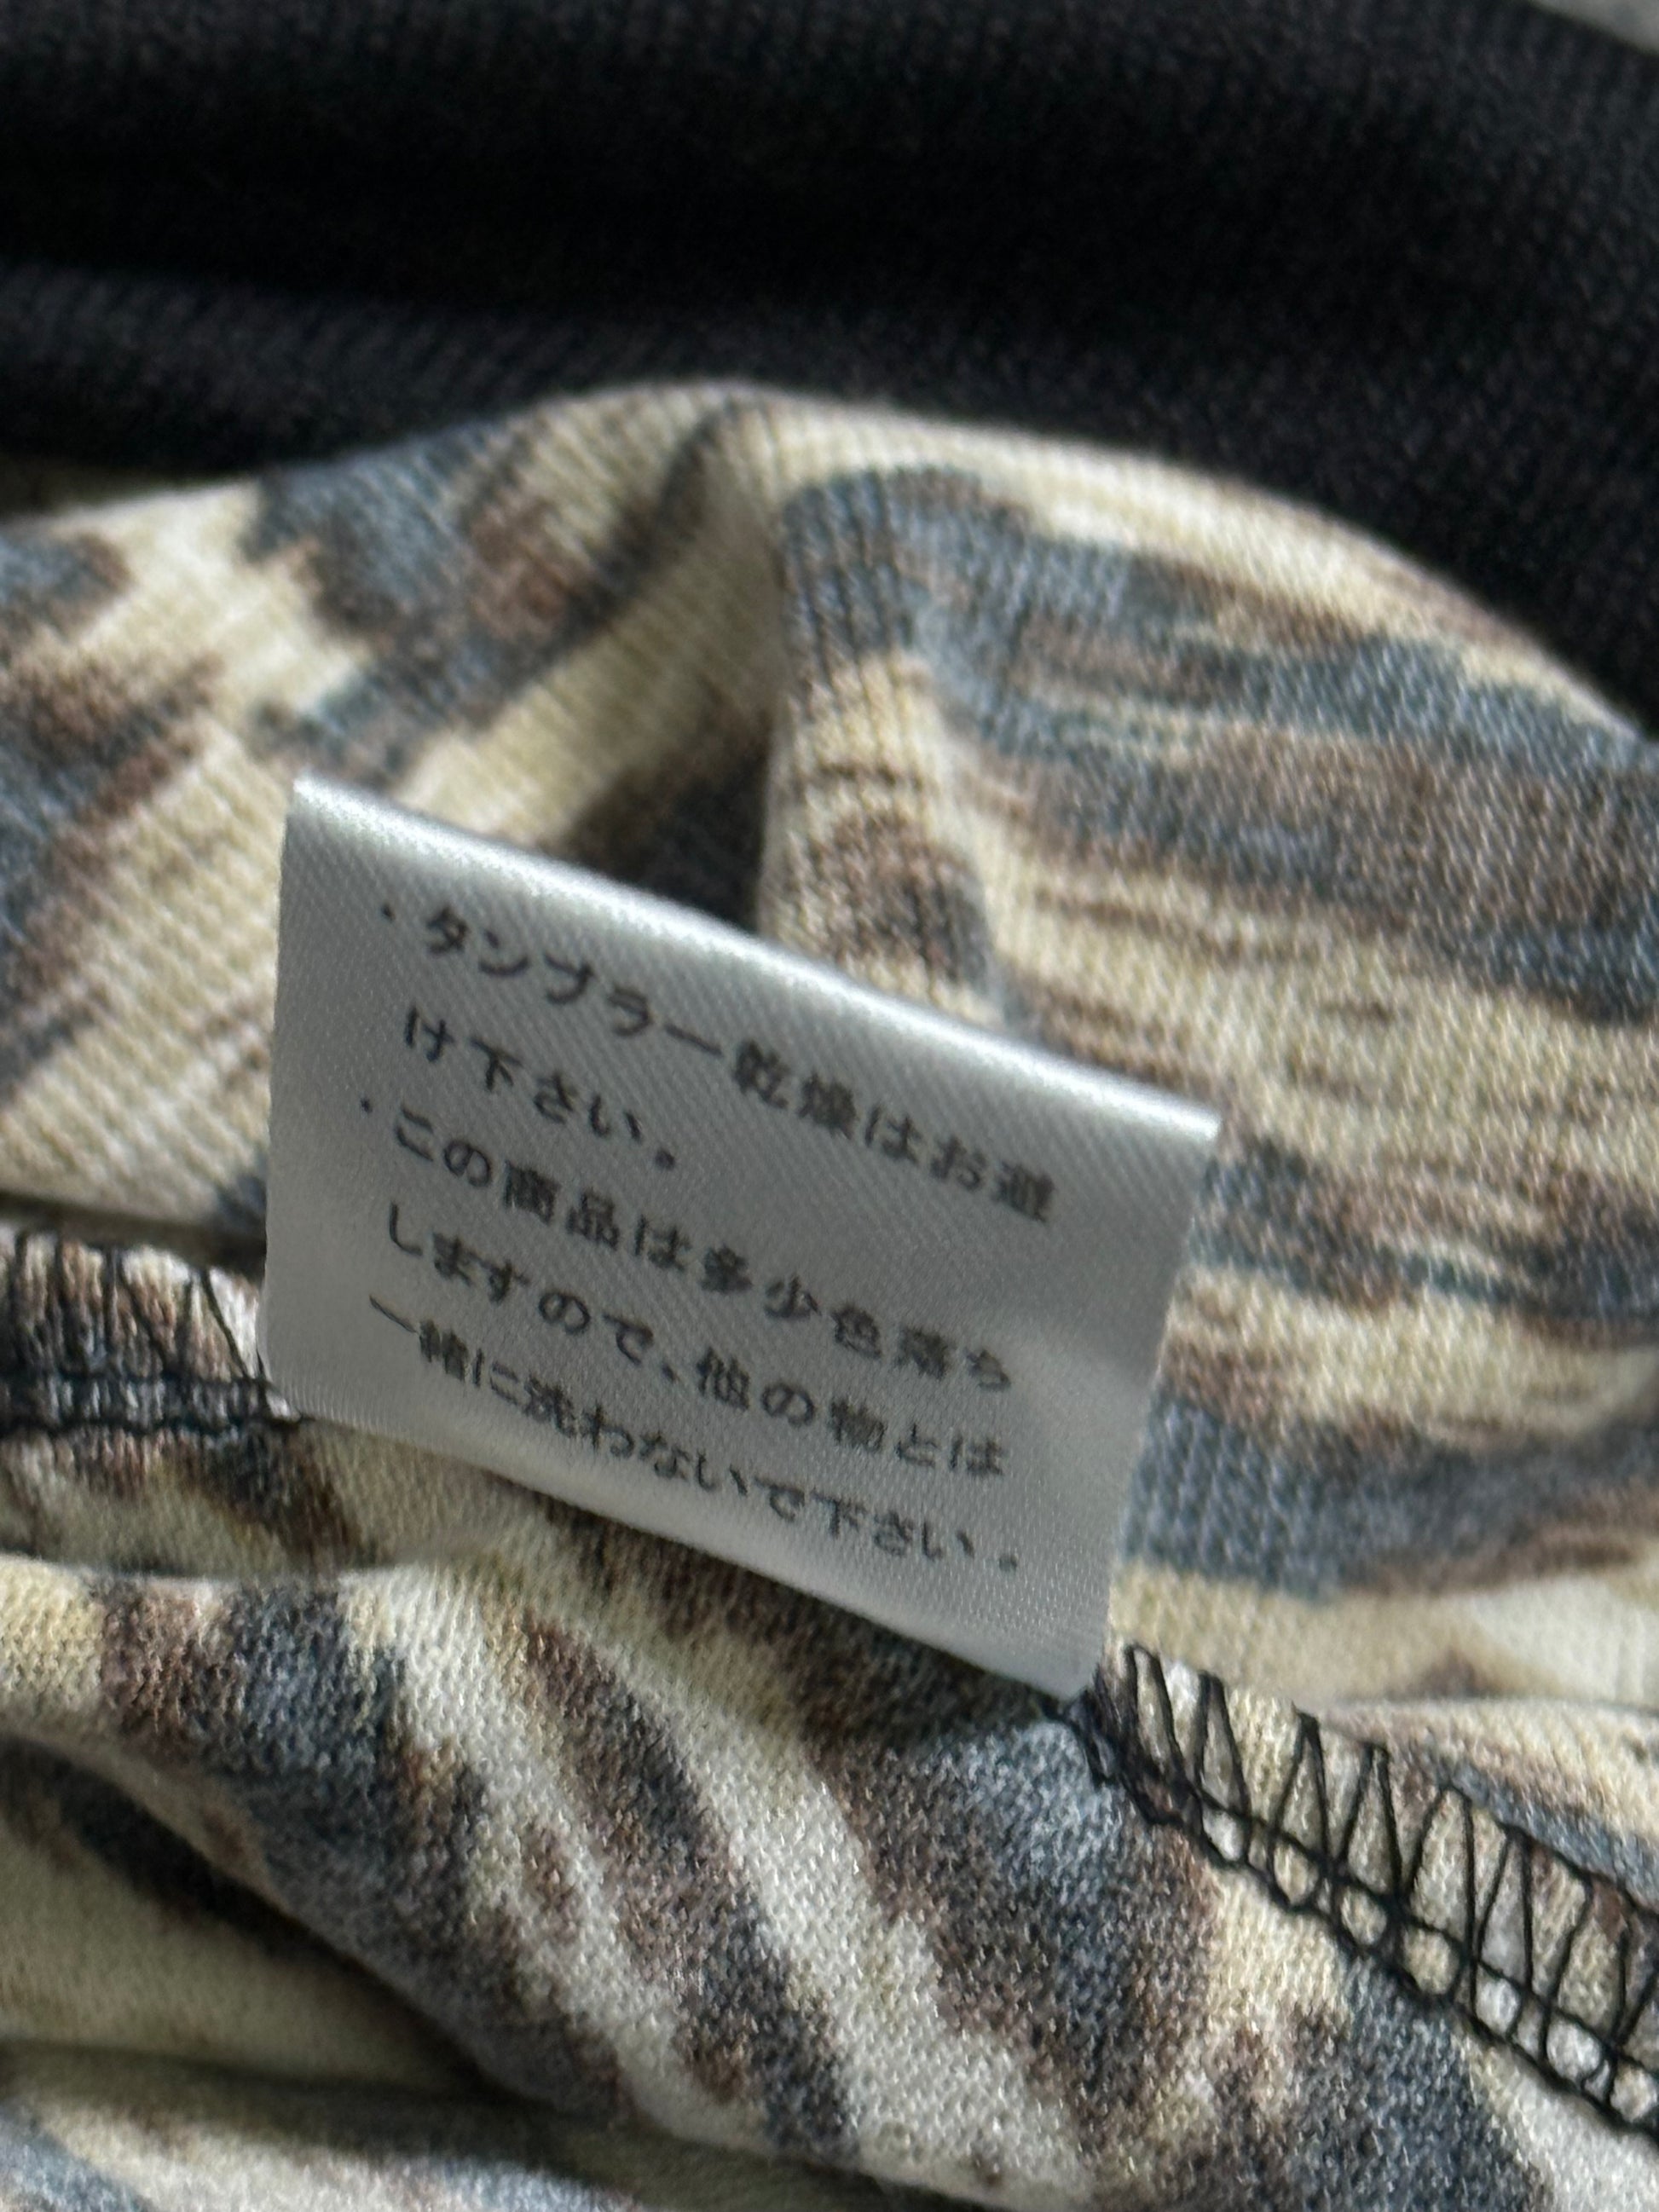 ・タンブラー乾燥はお避
け下さい。
・この商品は多少色落ち
しますので、他の物とは
一緒に洗わないで下さい。